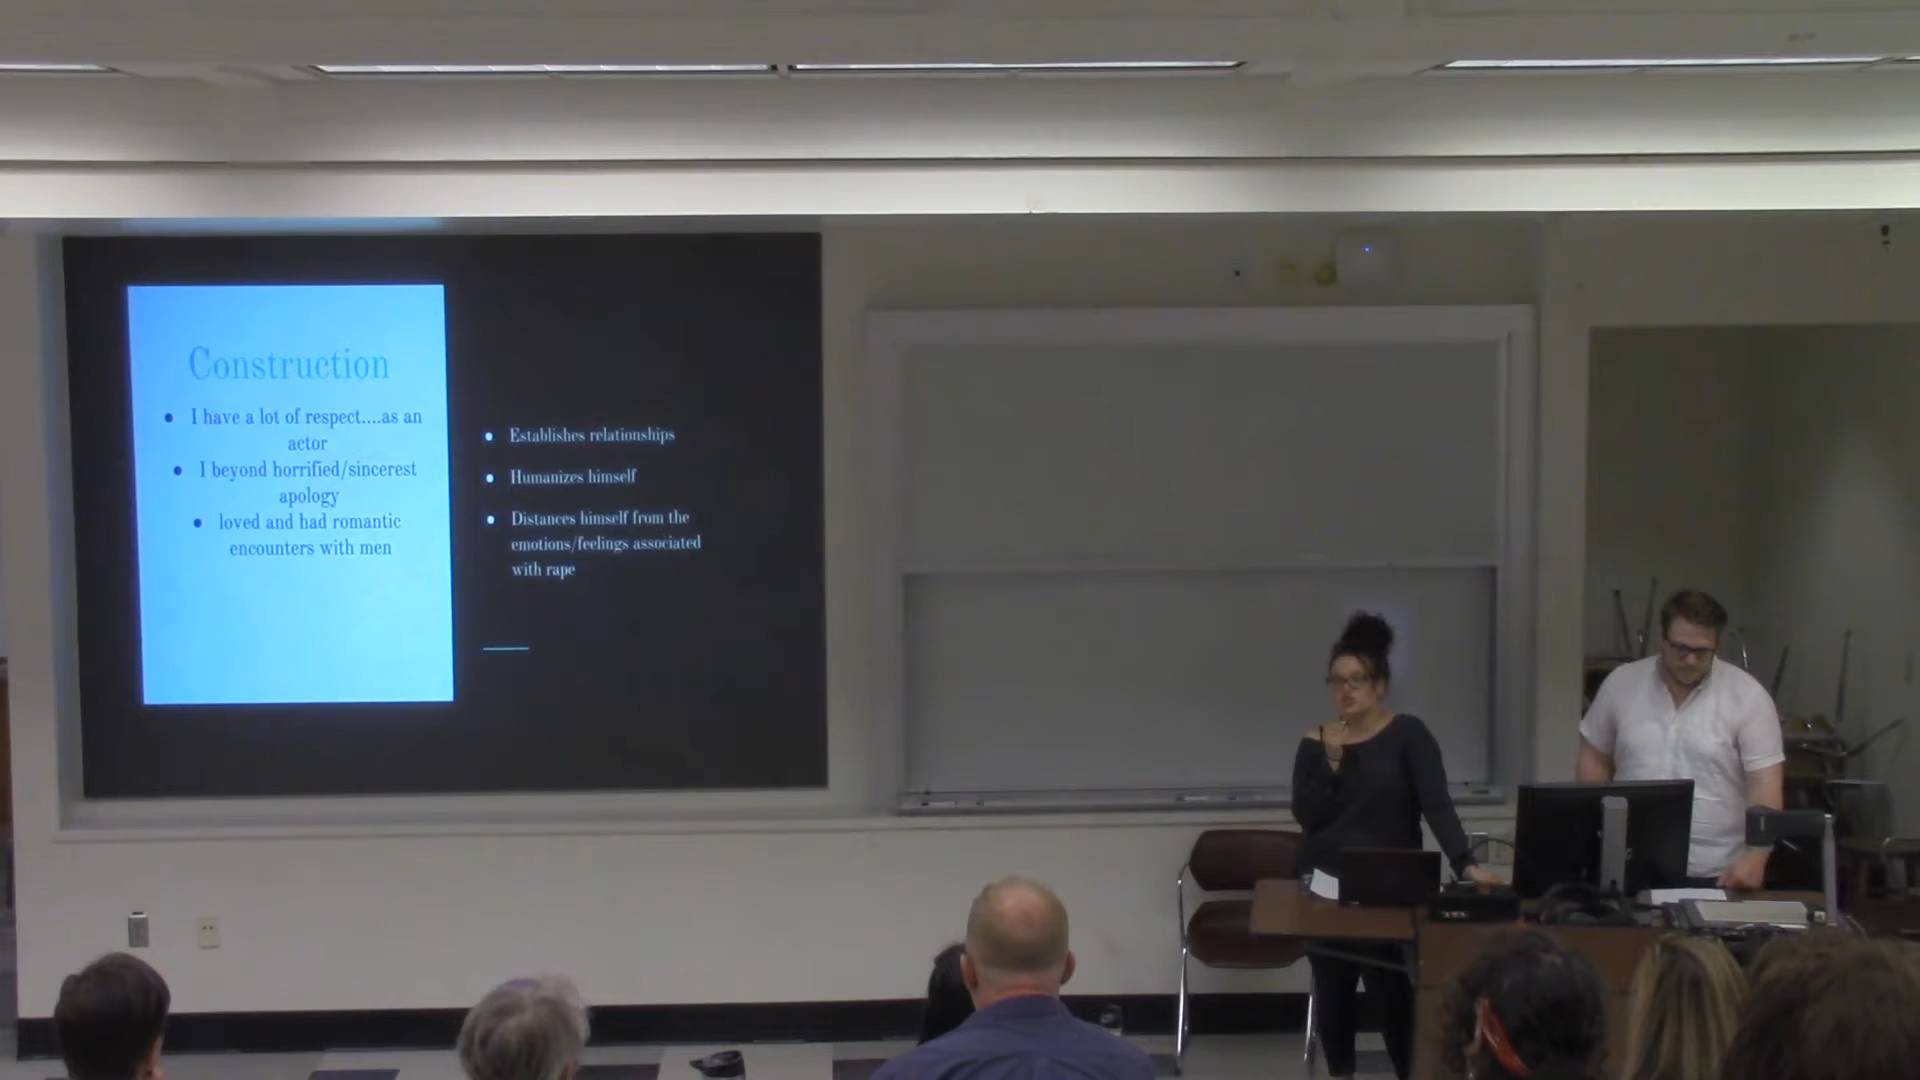 Construction
• I have a lot of respect....as an
actor
• I beyond horrified/sincerest
apology
• loved and had romantic
encounters with men
• Establishes relationships
• Humanizes himself
• Distances himself from the
emotions/feelings associated
with rape